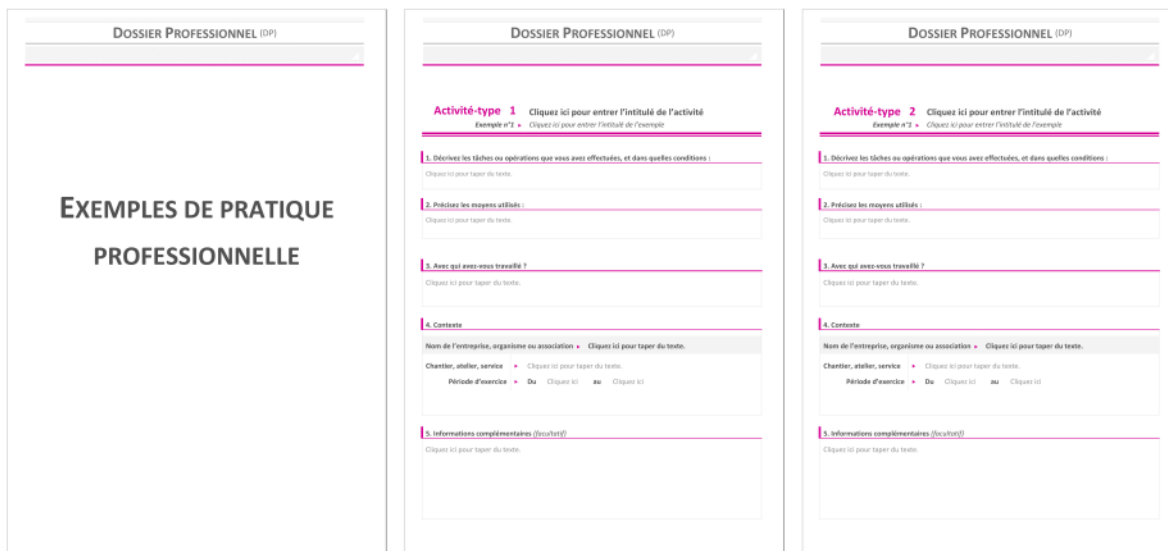 DOSSIER PROFESSIONNEL (DP)
EXEMPLES DE PRATIQUE
PROFESSIONNELLE
DOSSIER PROFESSIONNEL (DP)
Activité-type 1 Cliquez ici pour entrer l'intitulé de l'activité
Exemple n°1 ▸ Cliquez ici pour entrer l'intitulé de l'exemple
1. Décrivez les tâches ou opérations que vous avez effectuées, et dans quelles conditions :
Cliquez ici pour taper du texte.
2. Précisez les moyens utilisés :
Cliquez ici pour taper du texte.
3. Avec qui avez-vous travaillé ?
Cliquez ici pour taper du texte.
4. Contexte
Nom de l'entreprise, organisme ou association ▸ Cliquez ici pour taper du texte.
Chantier, atelier, service ▸ Cliquez ici pour taper du texte.
Période d'exercice ▸ Du Cliquez ici au Cliquez ici
5. Informations complémentaires (facultatif)
Cliquez ici pour taper du texte.
DOSSIER PROFESSIONNEL (DP)
Activité-type 2 Cliquez ici pour entrer l'intitulé de l'activité
Exemple n°1 ▸ Cliquez ici pour entrer l'intitulé de l'exemple
1. Décrivez les tâches ou opérations que vous avez effectuées, et dans quelles conditions :
Cliquez ici pour taper du texte.
2. Précisez les moyens utilisés :
Cliquez ici pour taper du texte.
3. Avec qui avez-vous travaillé ?
Cliquez ici pour taper du texte.
4. Contexte
Nom de l'entreprise, organisme ou association ▸ Cliquez ici pour taper du texte.
Chantier, atelier, service ▸ Cliquez ici pour taper du texte.
Période d'exercice ▸ Du Cliquez ici au Cliquez ici
5. Informations complémentaires (facultatif)
Cliquez ici pour taper du texte.